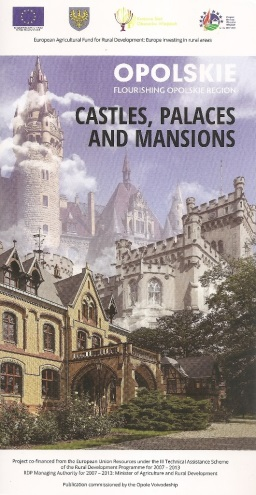 European Agricultural Fund for Rural Development: Europe investing in rural areas
OPOLSKIE
FLOURISHING OPOLSKIE REGION
CASTLES, PALACES
AND MANSIONS
Project co-financed from the European Union Resources under the III Technical Assistance Scheme
of the Rural Development Programme for 2007 – 2013
RDP Managing Authority for 2007 – 2013: Minister of Agriculture and Rural Development
Publication commissioned by the Opole Voivodeship